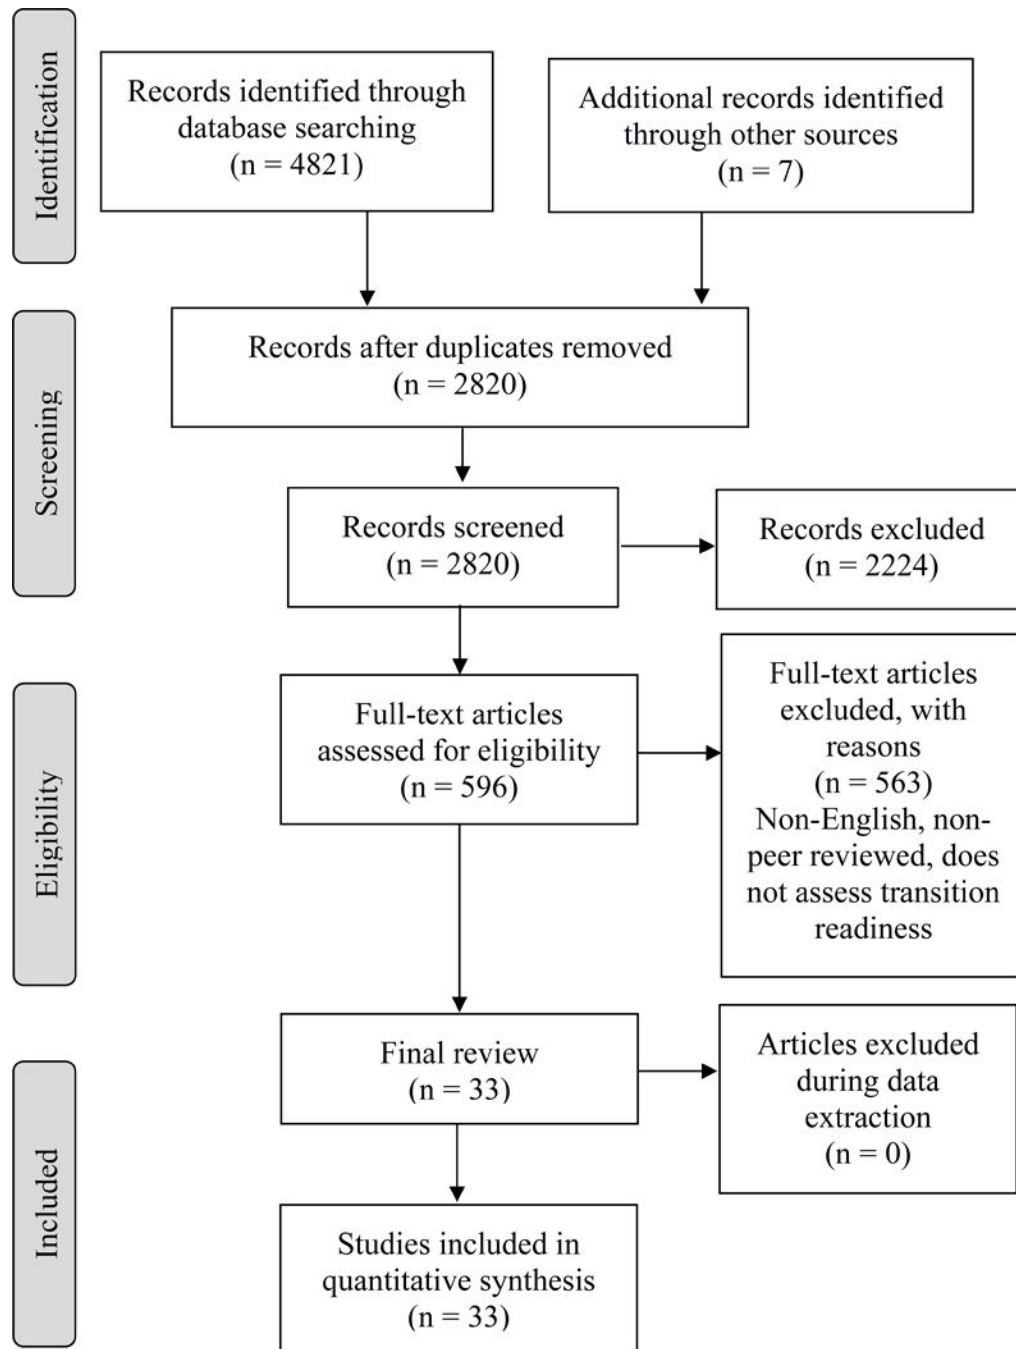 Identification
Records identified through
database searching
(n = 4821)
Additional records identified
through other sources
(n = 7)
Screening
Records after duplicates removed
(n = 2820)
Records screened
(n = 2820)
Records excluded
(n = 2224)
Eligibility
Full-text articles
assessed for eligibility
(n = 596)
Full-text articles
excluded, with
reasons
(n = 563)
Non-English, non-
peer reviewed, does
not assess transition
readiness
Included
Final review
(n = 33)
Articles excluded
during data
extraction
(n = 0)
Studies included in
quantitative synthesis
(n = 33)